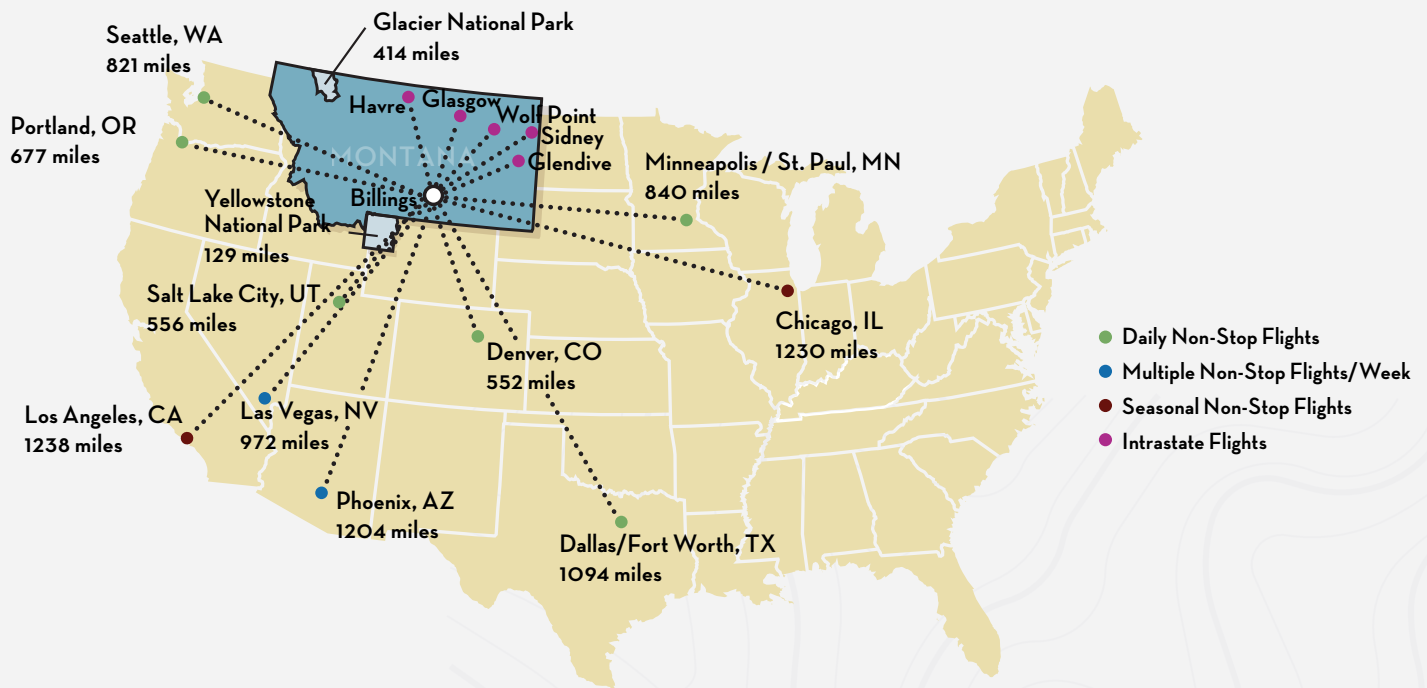 Glacier National Park
414 miles
Seattle, WA
821 miles
Havre
Glasgow
Wolf Point
Sidney
Portland, OR
677 miles
MONTANA
Glendive
Minneapolis / St. Paul, MN
840 miles
Yellowstone
National Park
129 miles
Billings
Salt Lake City, UT
556 miles
Chicago, IL
1230 miles
Denver, CO
552 miles
Los Angeles, CA
1238 miles
Las Vegas, NV
972 miles
Phoenix, AZ
1204 miles
Dallas/Fort Worth, TX
1094 miles
Daily Non-Stop Flights
Multiple Non-Stop Flights/Week
Seasonal Non-Stop Flights
Intrastate Flights